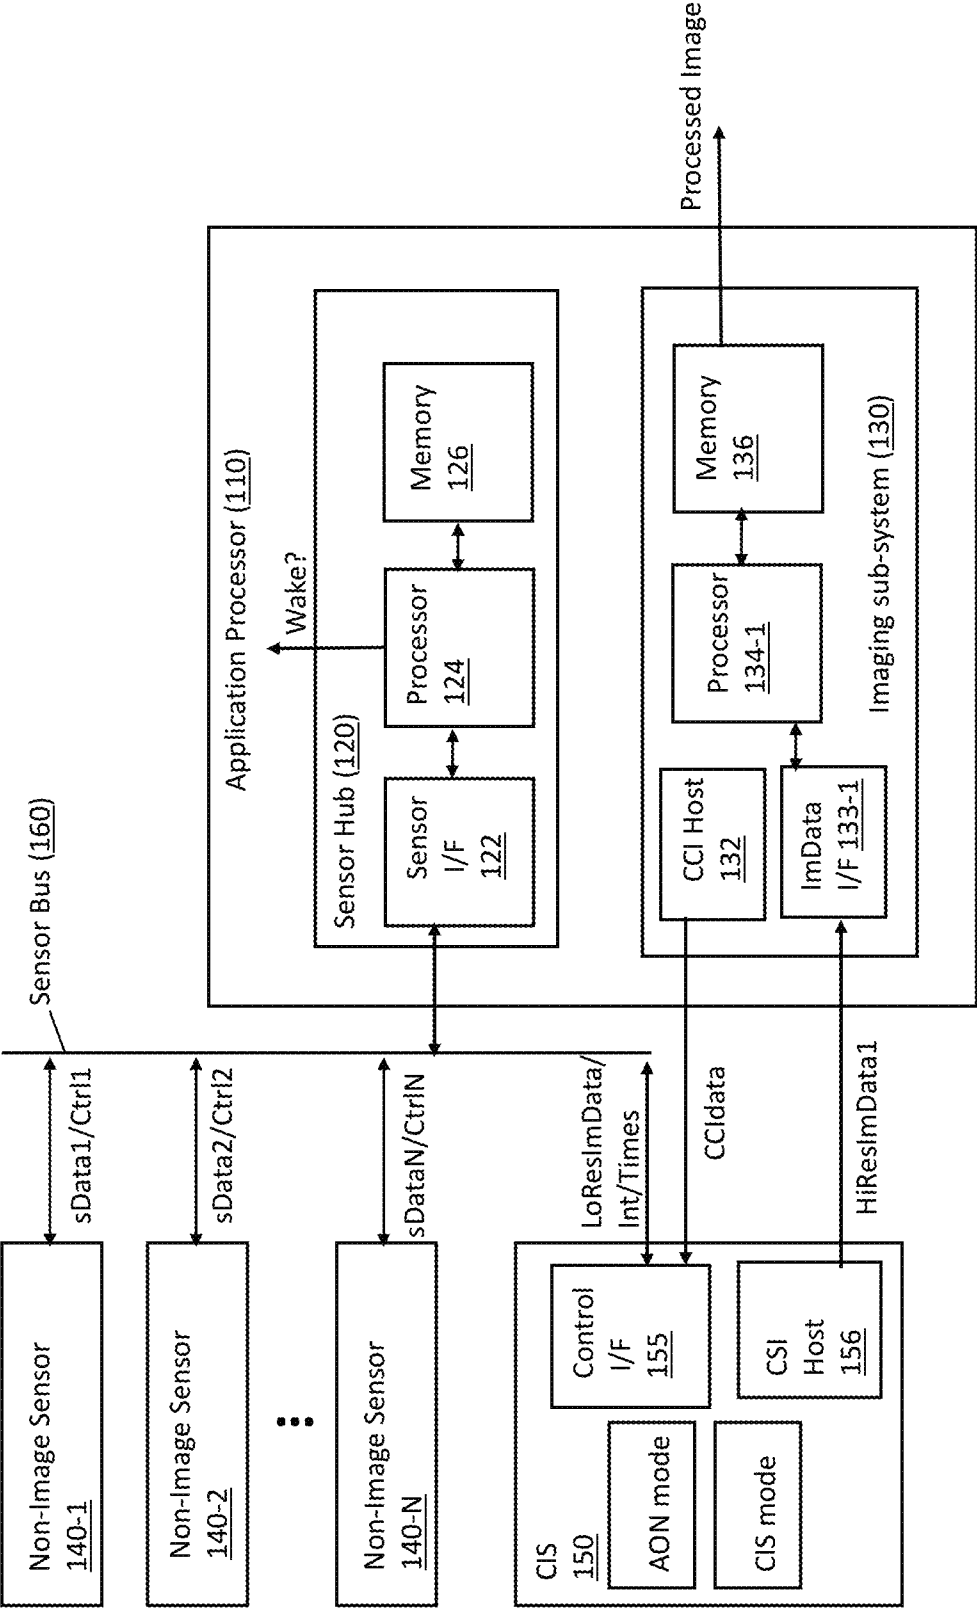 Non-Image Sensor
140-1
Non-Image Sensor
140-2
Non-Image Sensor
140-N
CIS
150
AON mode
CIS mode
Control
I/F
155
CSI
Host
156
sData1/Ctrl1
sData2/Ctrl2
sDataN/CtrlN
LoResImData/
Int/Times
CCIdata
HiResImData1
Sensor Bus (160)
Application Processor (110)
Wake?
Sensor Hub (120)
Sensor
I/F
122
Processor
124
Memory
126
CCI Host
132
ImData
I/F 133-1
Processor
134-1
Memory
136
Imaging sub-system (130)
Processed Image